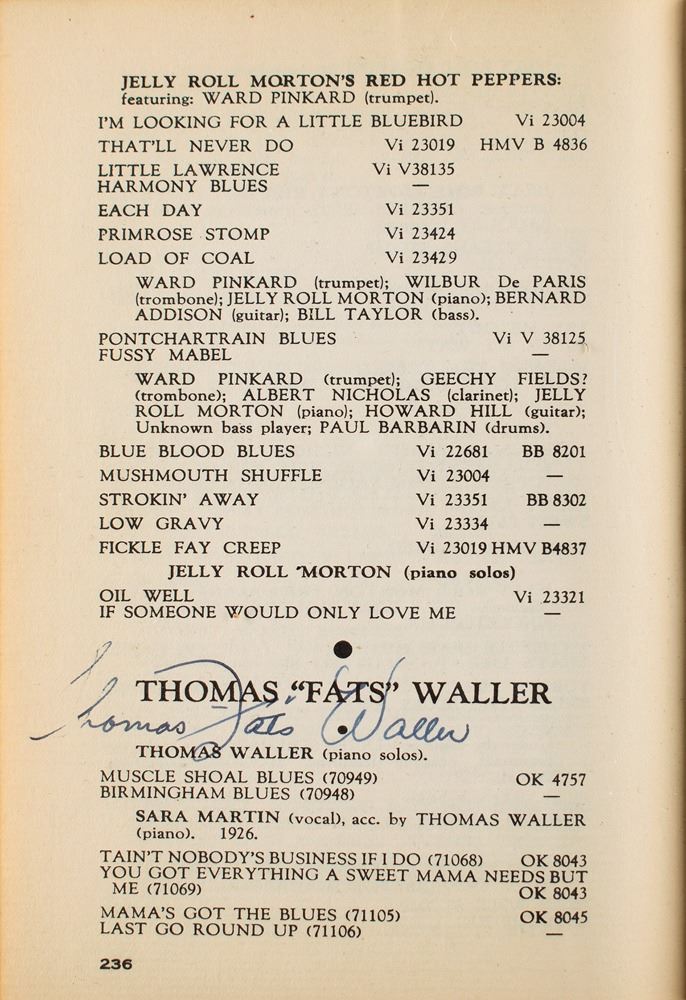 JELLY ROLL MORTON'S RED HOT PEPPERS:
featuring: WARD PINKARD (trumpet).
I'M LOOKING FOR A LITTLE BLUEBIRD Vi 23004
THAT'LL NEVER DO Vi 23019 HMV B 4836
LITTLE LAWRENCE Vi V38135
HARMONY BLUES —
EACH DAY Vi 23351
PRIMROSE STOMP Vi 23424
LOAD OF COAL Vi 23429
WARD PINKARD (trumpet); WILBUR De PARIS
(trombone); JELLY ROLL MORTON (piano); BERNARD
ADDISON (guitar); BILL TAYLOR (bass).
PONTCHARTRAIN BLUES Vi V 38125
FUSSY MABEL —
WARD PINKARD (trumpet); GEECHY FIELDS?
(trombone); ALBERT NICHOLAS (clarinet); JELLY
ROLL MORTON (piano); HOWARD HILL (guitar);
Unknown bass player; PAUL BARBARIN (drums).
BLUE BLOOD BLUES Vi 22681 BB 8201
MUSHMOUTH SHUFFLE Vi 23004 —
STROKIN' AWAY Vi 23351 BB 8302
LOW GRAVY Vi 23334 —
FICKLE FAY CREEP Vi 23019 HMV B4837
JELLY ROLL MORTON (piano solos)
OIL WELL Vi 23321
IF SOMEONE WOULD ONLY LOVE ME —
THOMAS "FATS" WALLER
Thomas Fats Waller
THOMAS WALLER (piano solos).
MUSCLE SHOAL BLUES (70949) OK 4757
BIRMINGHAM BLUES (70948) —
SARA MARTIN (vocal), acc. by THOMAS WALLER
(piano). 1926.
TAIN'T NOBODY'S BUSINESS IF I DO (71068) OK 8043
YOU GOT EVERYTHING A SWEET MAMA NEEDS BUT
ME (71069) OK 8043
MAMA'S GOT THE BLUES (71105) OK 8045
LAST GO ROUND UP (71106) —
236